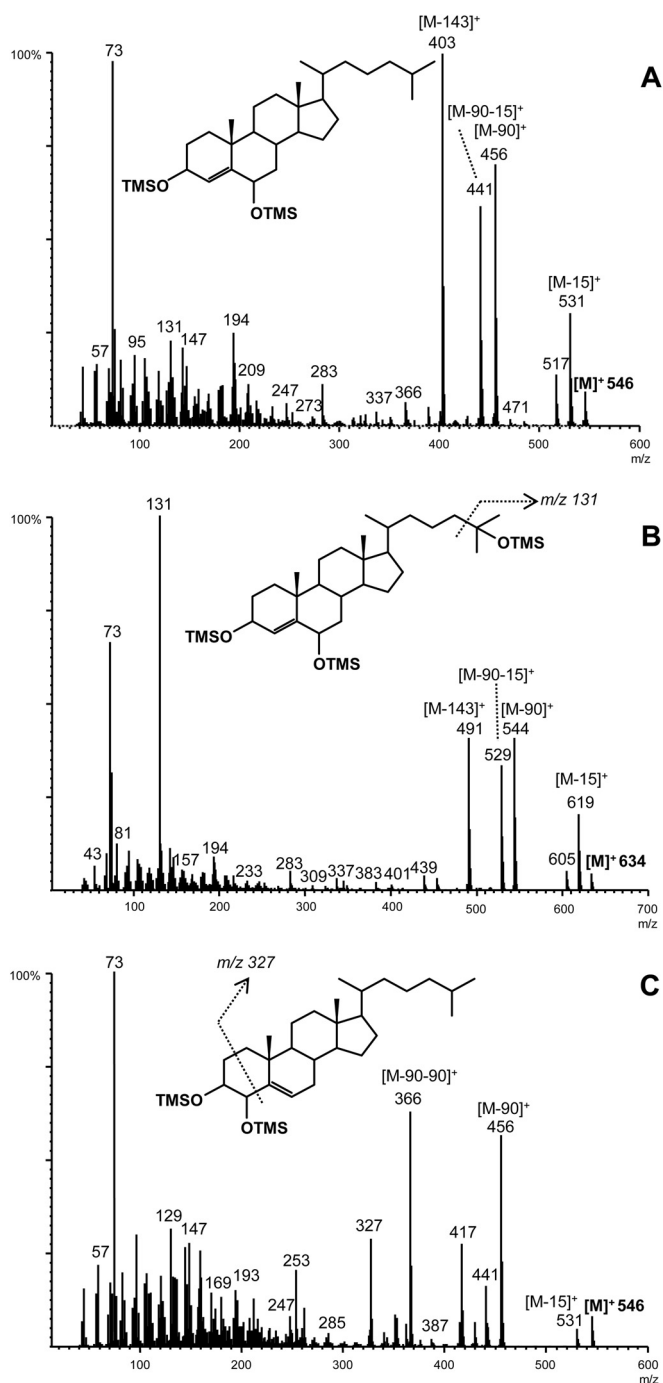 [M-143]⁺
100%
73
403
A
[M-90-15]⁺
[M-90]⁺
456
441
TMSO
OTMS
[M-15]⁺
531
57
95
131
147
194
209
247
273
283
337
366
471
517
[M]⁺ 546
100
200
300
400
500
600
m/z
131
100%
m/z 131
B
OTMS
73
TMSO
OTMS
[M-90-15]⁺
[M-143]⁺
[M-90]⁺
491
544
529
[M-15]⁺
619
43
81
157
194
233
283
309
337
383
401
439
605
[M]⁺ 634
100
200
300
400
500
600
700
m/z
73
m/z 327
100%
C
TMSO
OTMS
[M-90-90]⁺
366
[M-90]⁺
456
57
129
147
169
193
247
253
285
327
387
417
441
[M-15]⁺
531
[M]⁺ 546
100
200
300
400
500
600
m/z